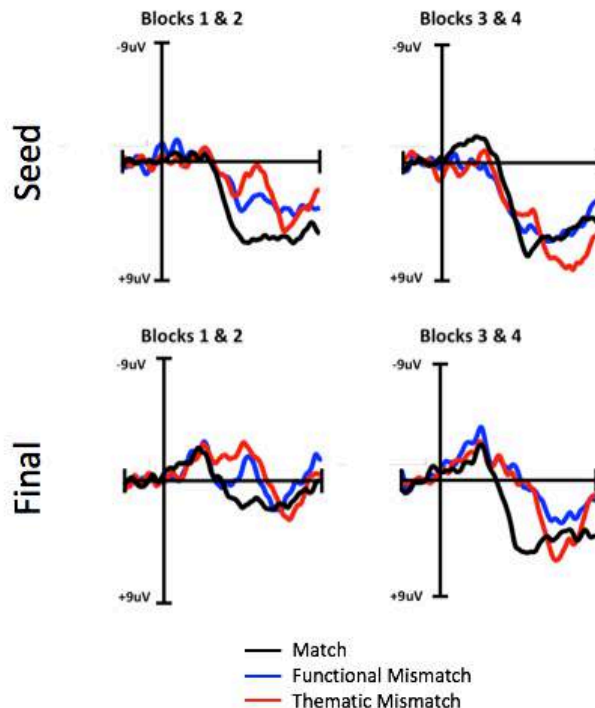 Blocks 1 & 2
Blocks 3 & 4
-9uV
-9uV
Seed
+9uV
+9uV
Blocks 1 & 2
Blocks 3 & 4
-9uV
-9uV
Final
+9uV
+9uV
Match
Functional Mismatch
Thematic Mismatch